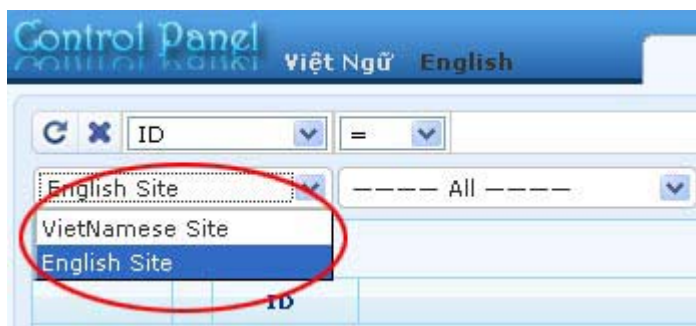 Control Panel Việt Ngữ English
ID =
English Site ———— All ————
VietNamese Site
English Site
ID